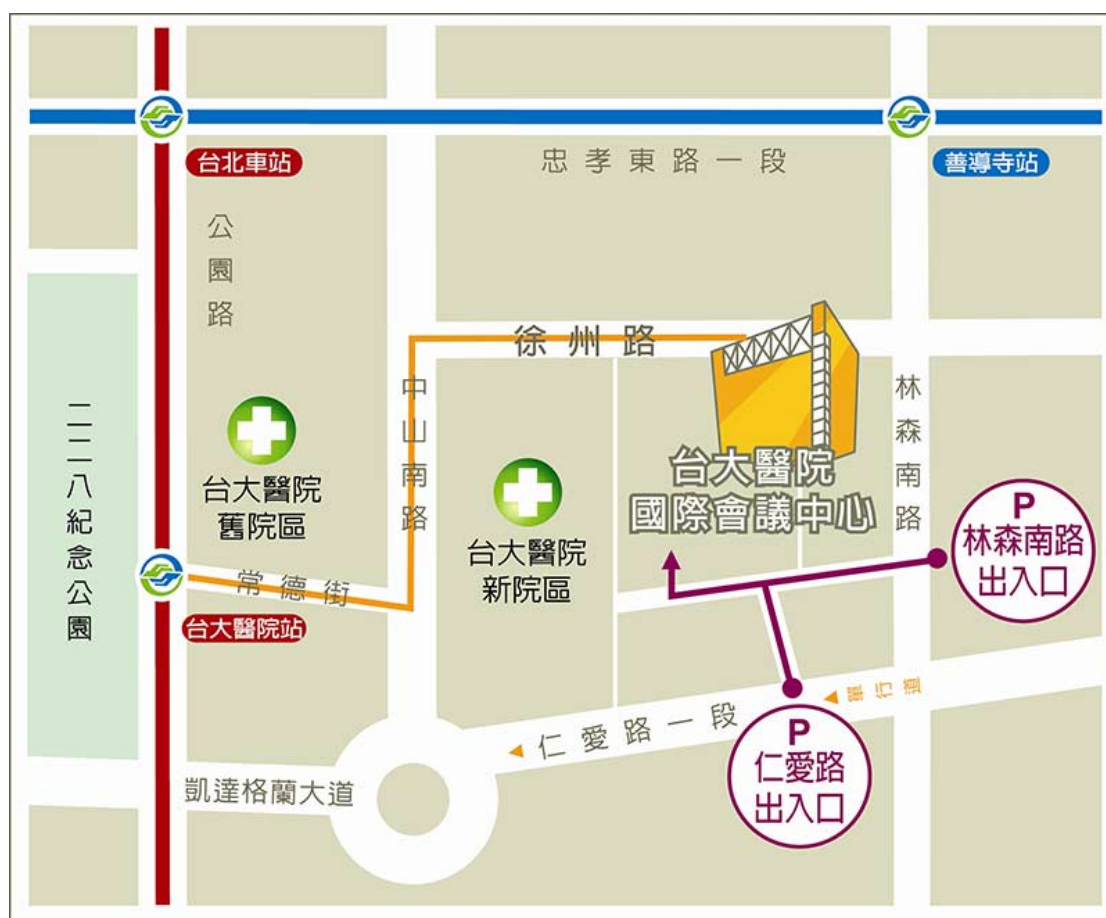 台北車站
忠孝東路一段
善導寺站
公園路
徐州路
中山南路
林森南路
二二八紀念公園
台大醫院
舊院區
台大醫院
國際會議中心
台大醫院
新院區
P
林森南路
出入口
常德街
台大醫院站
單行道
仁愛路一段
P
仁愛路
出入口
凱達格蘭大道